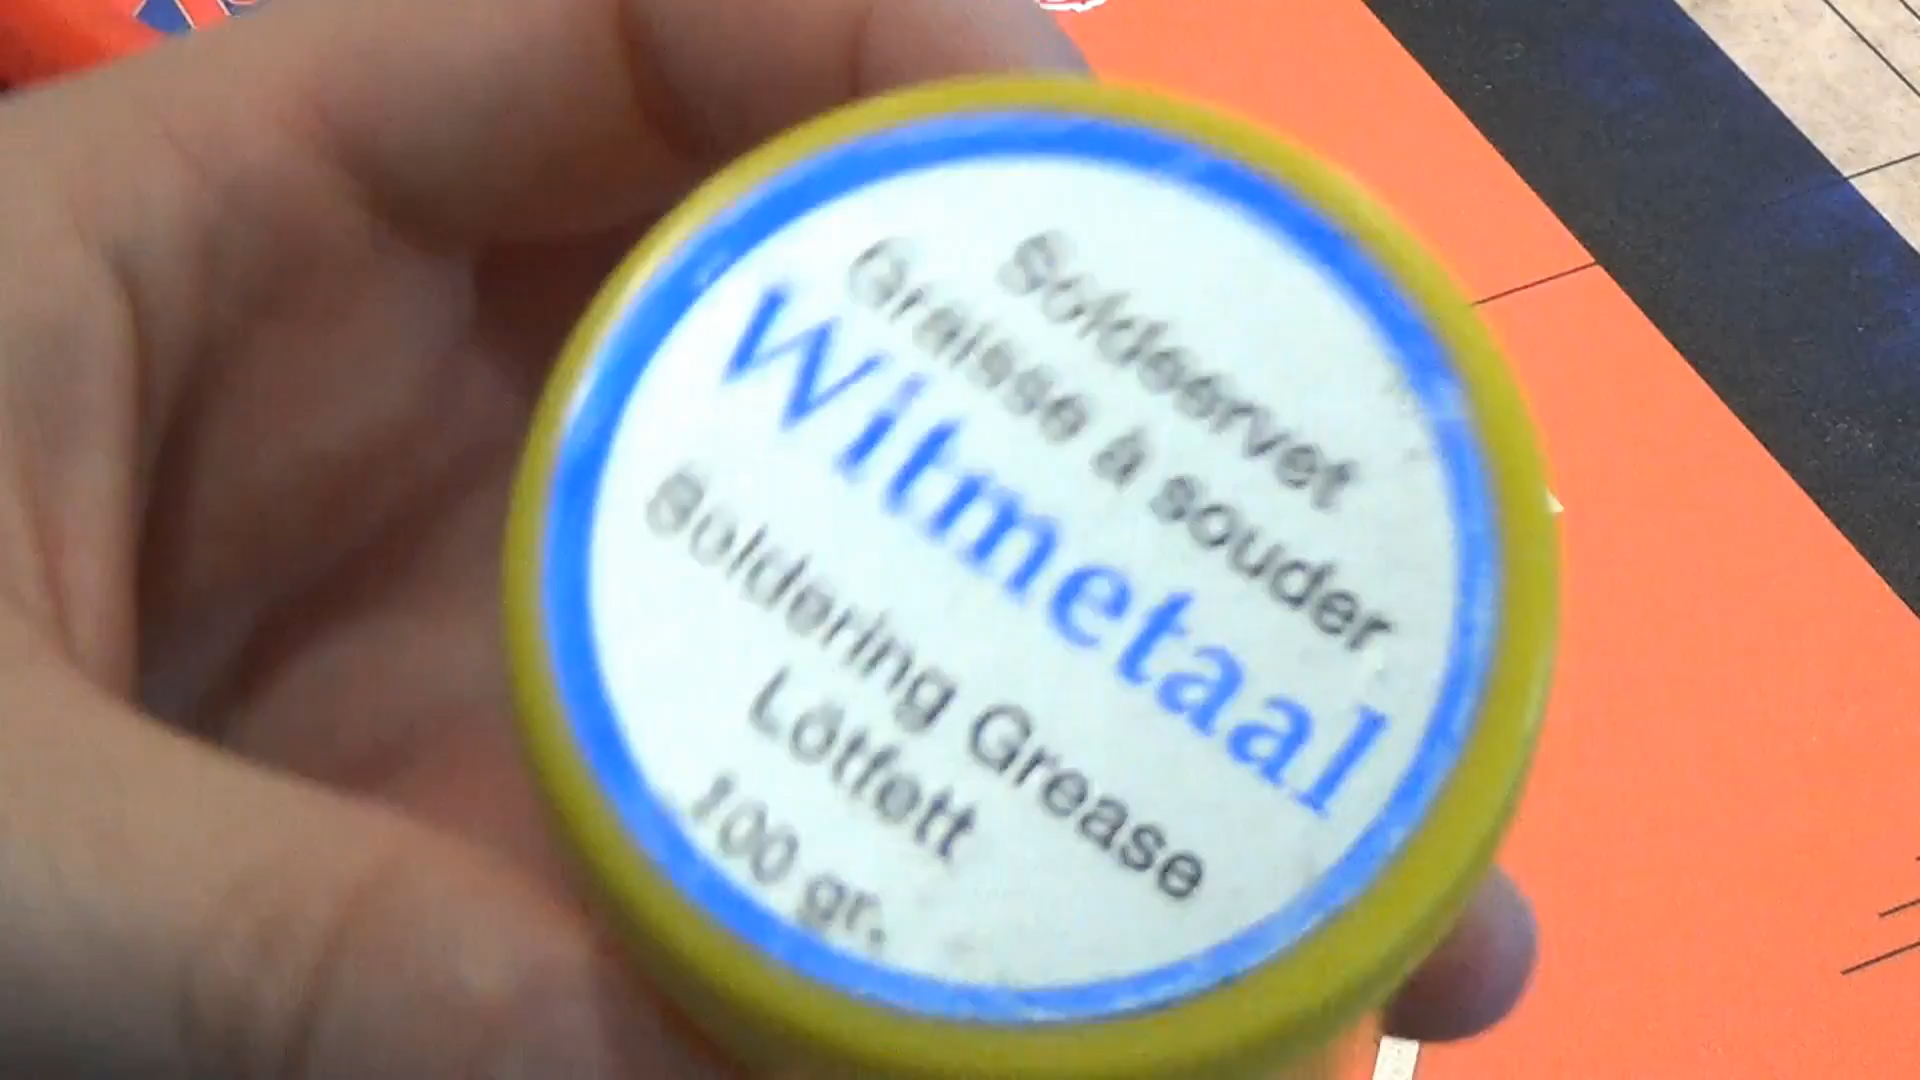 Soldeervet
Graisse à souder
Witmetaal
Soldering Grease
Lötfett
100 gr.